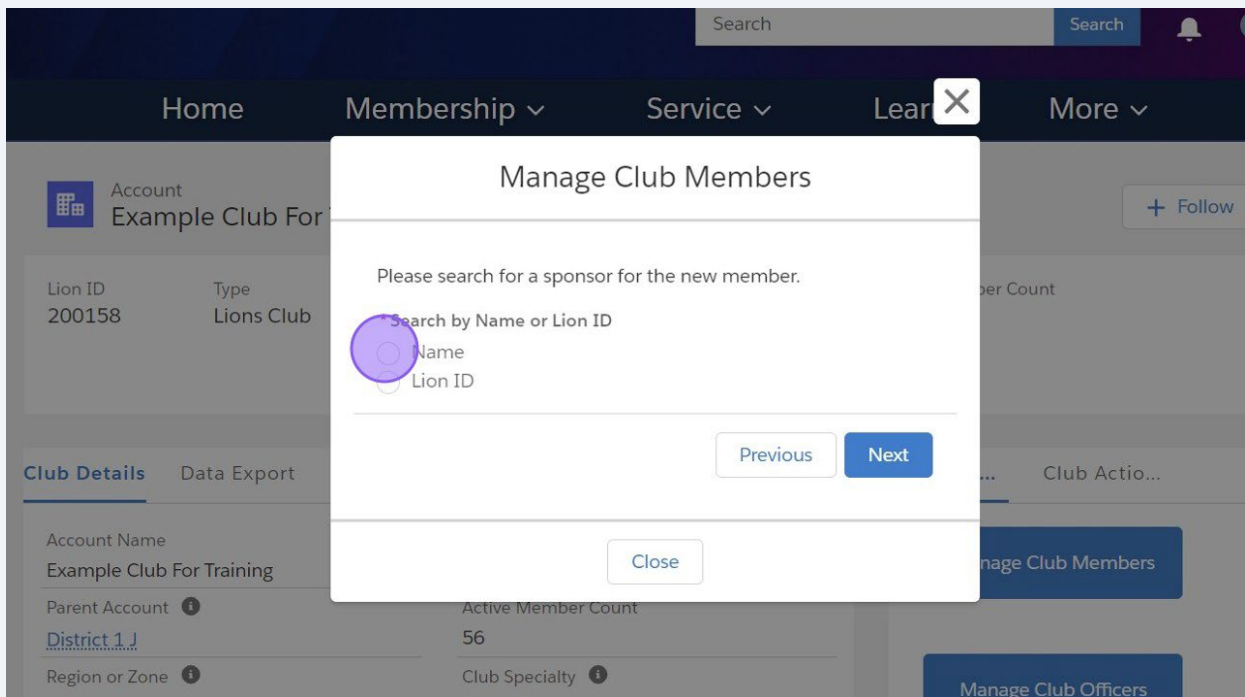 Search Search
Home Membership Service Lear More
Manage Club Members
Account
Example Club For
+ Follow
Please search for a sponsor for the new member.
Lion ID Type
200158 Lions Club
Count
* Search by Name or Lion ID
Name
Lion ID
Previous Next
Club Details Data Export
... Club Actio...
Account Name
Example Club For Training
Close
nage Club Members
Parent Account
District 1 J
Active Member Count
56
Region or Zone
Club Specialty
Manage Club Officers